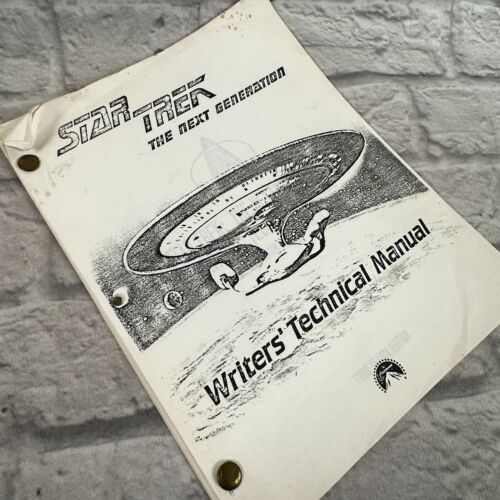 STAR TREK
THE NEXT GENERATION
Writers' Technical Manual